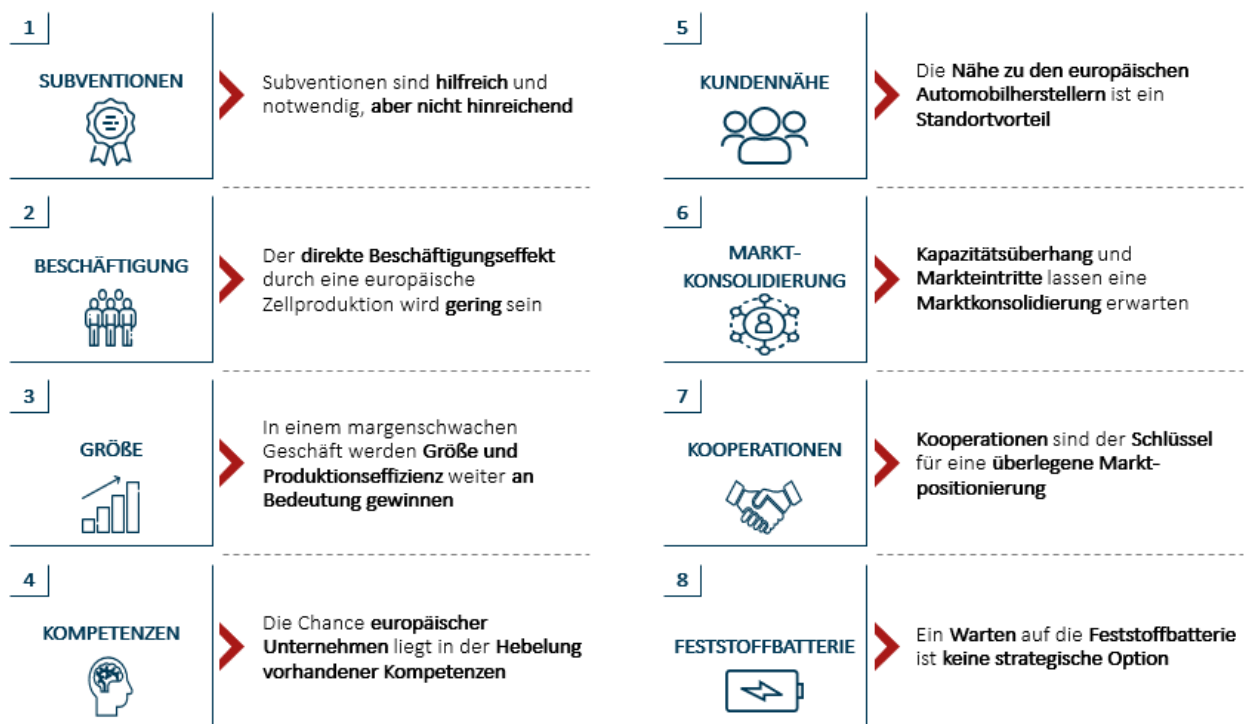 1
SUBVENTIONEN
Subventionen sind hilfreich und
notwendig, aber nicht hinreichend
2
BESCHÄFTIGUNG
Der direkte Beschäftigungseffekt
durch eine europäische
Zellproduktion wird gering sein
3
GRÖßE
In einem margenschwachen
Geschäft werden Größe und
Produktionseffizienz weiter an
Bedeutung gewinnen
4
KOMPETENZEN
Die Chance europäischer
Unternehmen liegt in der Hebelung
vorhandener Kompetenzen
5
KUNDENNÄHE
Die Nähe zu den europäischen
Automobilherstellern ist ein
Standortvorteil
6
MARKT-
KONSOLIDIERUNG
Kapazitätsüberhang und
Markteintritte lassen eine
Marktkonsolidierung erwarten
7
KOOPERATIONEN
Kooperationen sind der Schlüssel
für eine überlegene Markt-
positionierung
8
FESTSTOFFBATTERIE
Ein Warten auf die Feststoffbatterie
ist keine strategische Option